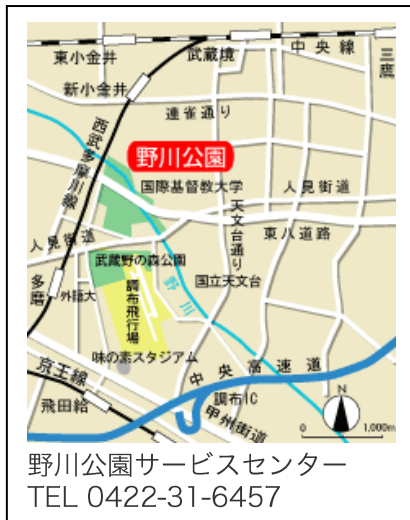 東小金井
武蔵境
中央線
三鷹
新小金井
連雀通り
西武多摩川線
野川公園
国際基督教大学
人見街道
天文台通り
東八道路
人見街道
武蔵野の森公園
多磨
外語大
調布飛行場
野川
国立天文台
味の素スタジアム
京王線
中央高速道
飛田給
調布IC
甲州街道
N
0 1,000m
野川公園サービスセンター
TEL 0422-31-6457